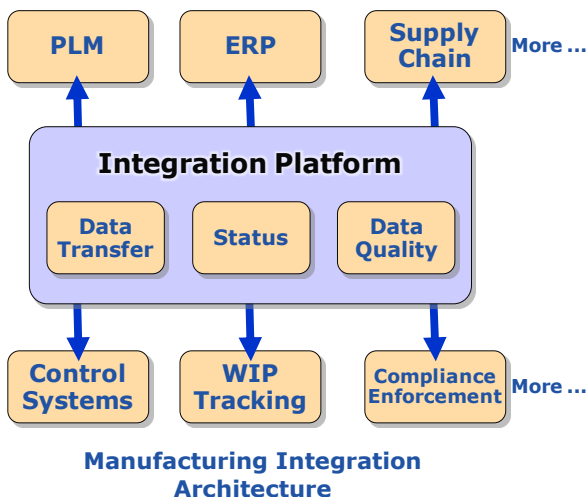 PLM
ERP
Supply
Chain
More ...
Integration Platform
Data
Transfer
Status
Data
Quality
Control
Systems
WIP
Tracking
Compliance
Enforcement
More ...
Manufacturing Integration
Architecture